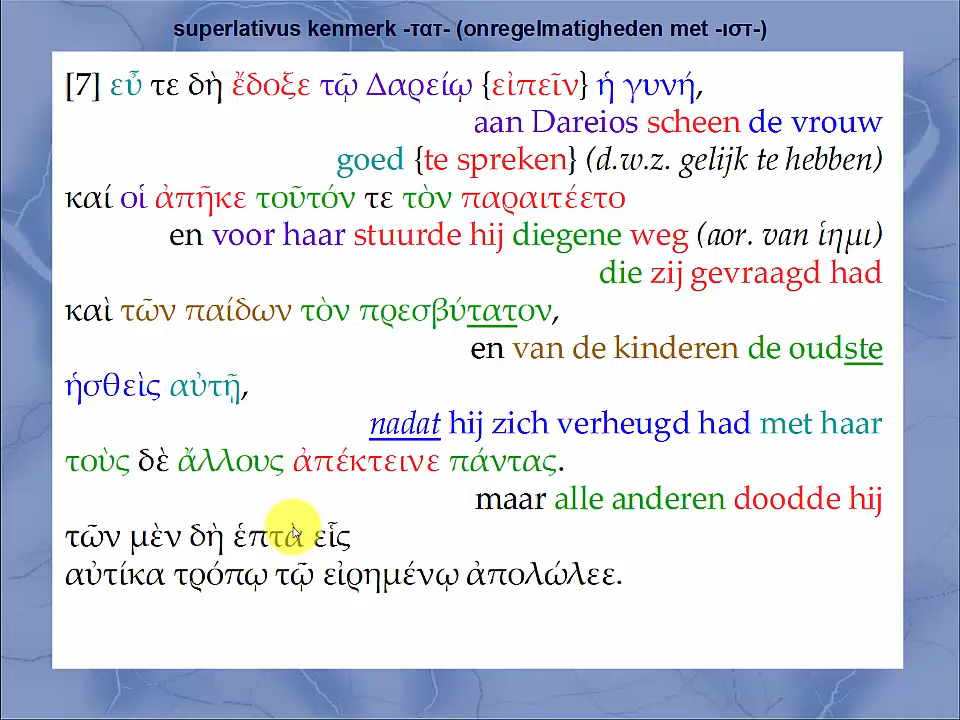 superlativus kenmerk -τατ- (onregelmatigheden met -ιστ-)
[7] εὖ τε δὴ ἔδοξε τῷ Δαρείῳ {εἰπεῖν} ἡ γυνή,
aan Dareios scheen de vrouw
goed {te spreken} (d.w.z. gelijk te hebben)
καί οἱ ἀπῆκε τοῦτόν τε τὸν παραιτέετο
en voor haar stuurde hij diegene weg (aor. van ἱημι)
die zij gevraagd had
καὶ τῶν παίδων τὸν πρεσβύτατον,
en van de kinderen de oudste
ἡσθεὶς αὐτῇ,
nadat hij zich verheugd had met haar
τοὺς δὲ ἄλλους ἀπέκτεινε πάντας.
maar alle anderen doodde hij
τῶν μὲν δὴ ἑπτὰ εἷς
αὐτίκα τρόπῳ τῷ εἰρημένῳ ἀπολώλεε.